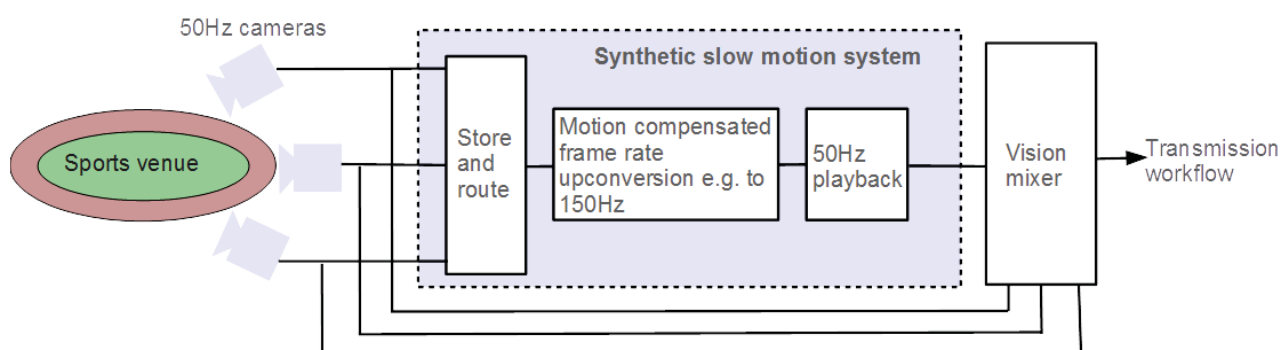 50Hz cameras
Synthetic slow motion system
Sports venue
Store
and
route
Motion compensated
frame rate
upconversion e.g. to
150Hz
50Hz
playback
Vision
mixer
Transmission
workflow